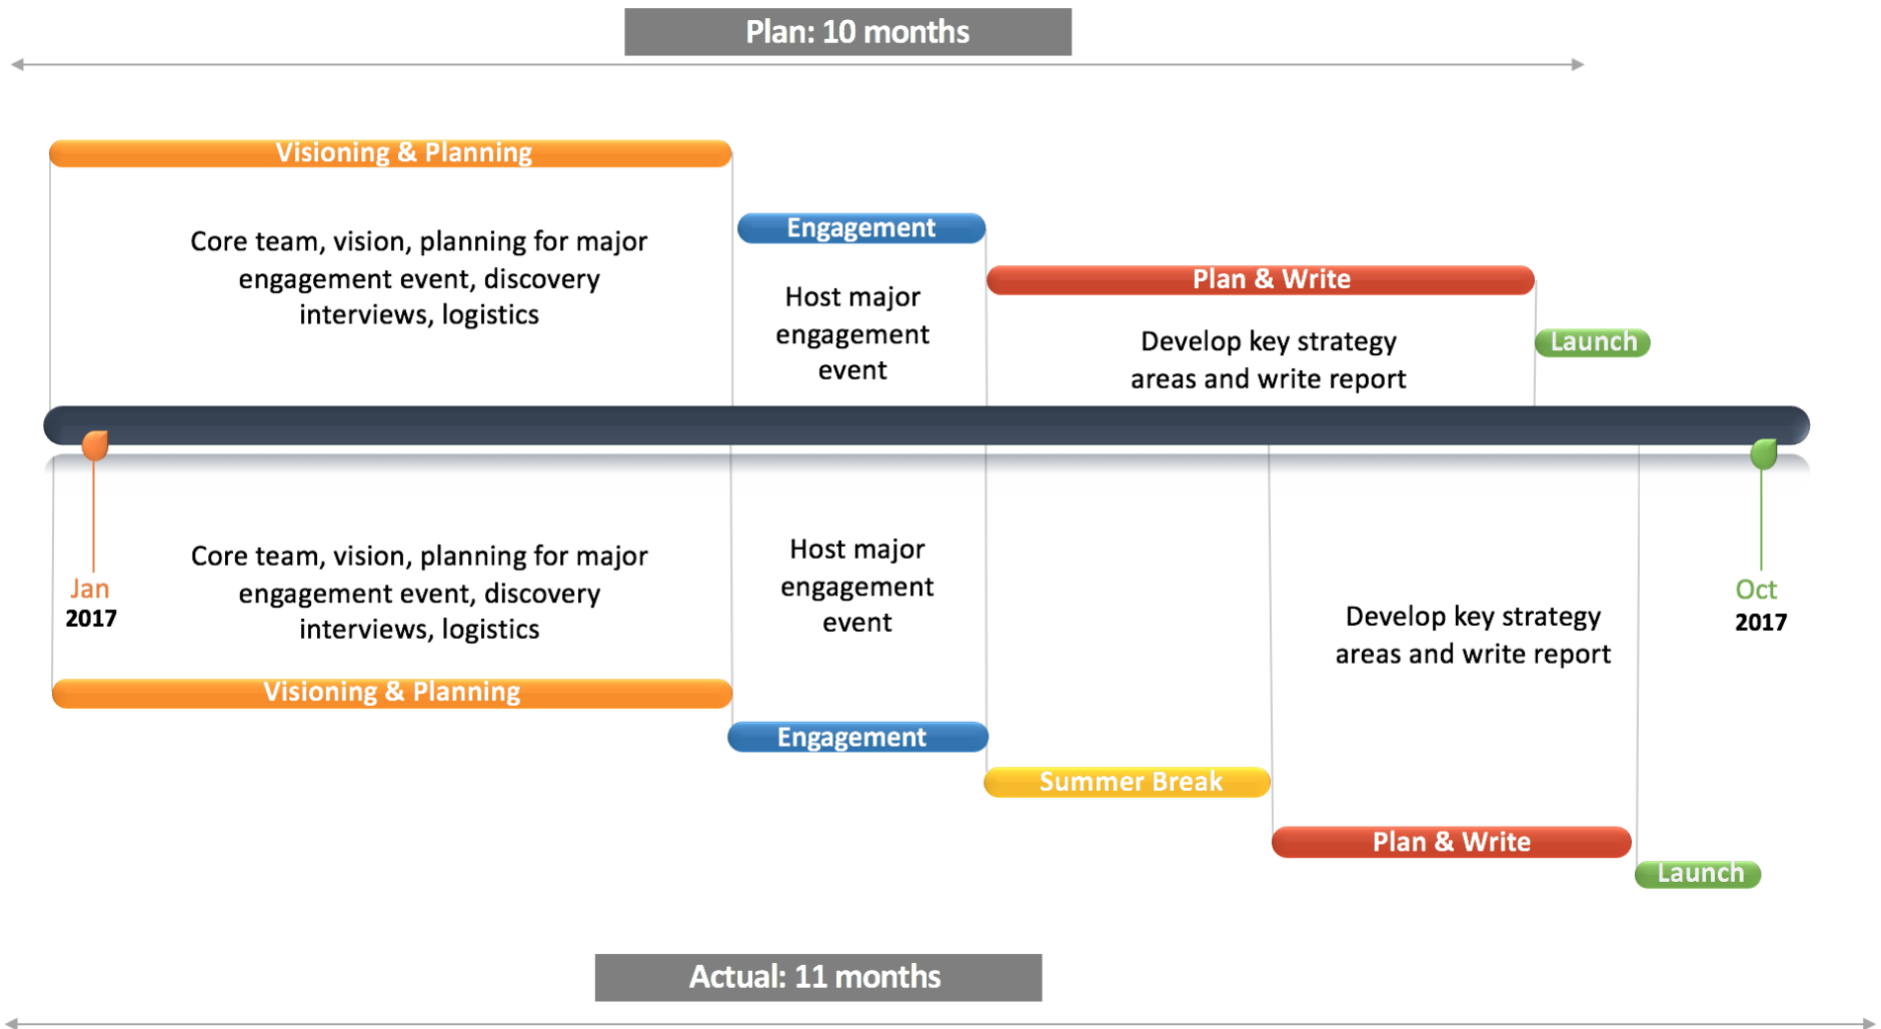 Plan: 10 months
Visioning & Planning
Core team, vision, planning for major
engagement event, discovery
interviews, logistics
Engagement
Host major
engagement
event
Plan & Write
Develop key strategy
areas and write report
Launch
Jan
2017
Core team, vision, planning for major
engagement event, discovery
interviews, logistics
Visioning & Planning
Host major
engagement
event
Engagement
Summer Break
Develop key strategy
areas and write report
Plan & Write
Launch
Oct
2017
Actual: 11 months